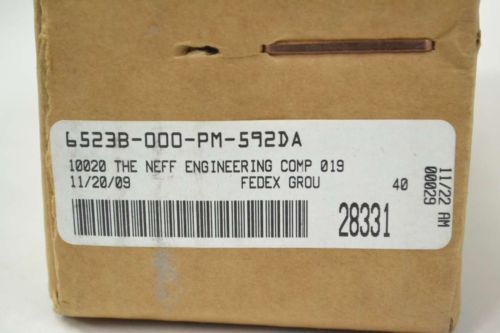 6523B-000-PM-592DA
10020 THE NEFF ENGINEERING COMP 019
11/20/09 FEDEX GROU 40
28331
11/22 AM
00029